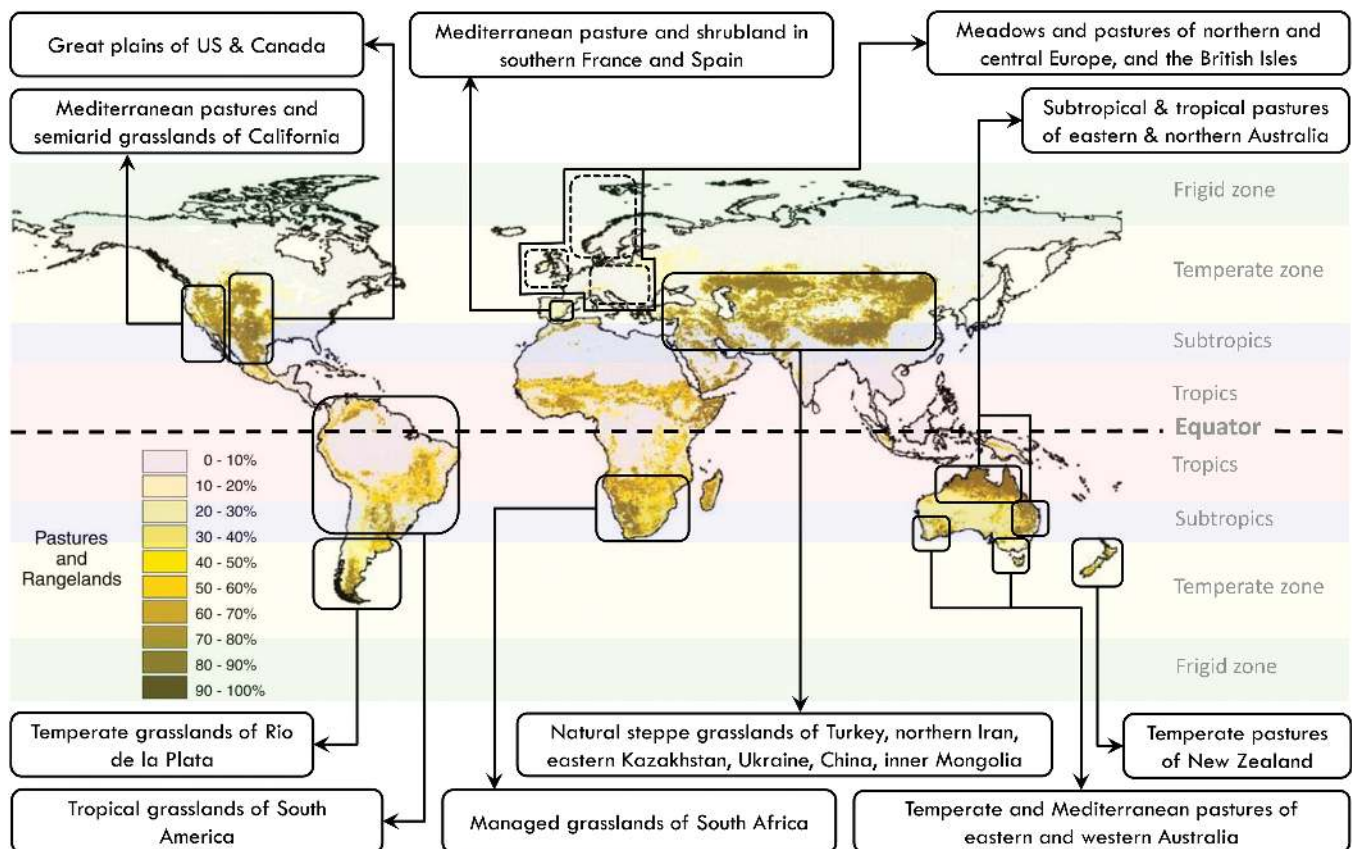 Great plains of US & Canada
Mediterranean pasture and shrubland in
southern France and Spain
Meadows and pastures of northern and
central Europe, and the British Isles
Mediterranean pastures and
semiarid grasslands of California
Subtropical & tropical pastures
of eastern & northern Australia
Frigid zone
Temperate zone
Subtropics
Tropics
Equator
Tropics
Subtropics
Temperate zone
Frigid zone
Pastures
and
Rangelands
0 - 10%
10 - 20%
20 - 30%
30 - 40%
40 - 50%
50 - 60%
60 - 70%
70 - 80%
80 - 90%
90 - 100%
Temperate grasslands of Rio
de la Plata
Natural steppe grasslands of Turkey, northern Iran,
eastern Kazakhstan, Ukraine, China, inner Mongolia
Temperate pastures
of New Zealand
Tropical grasslands of South
America
Managed grasslands of South Africa
Temperate and Mediterranean pastures of
eastern and western Australia